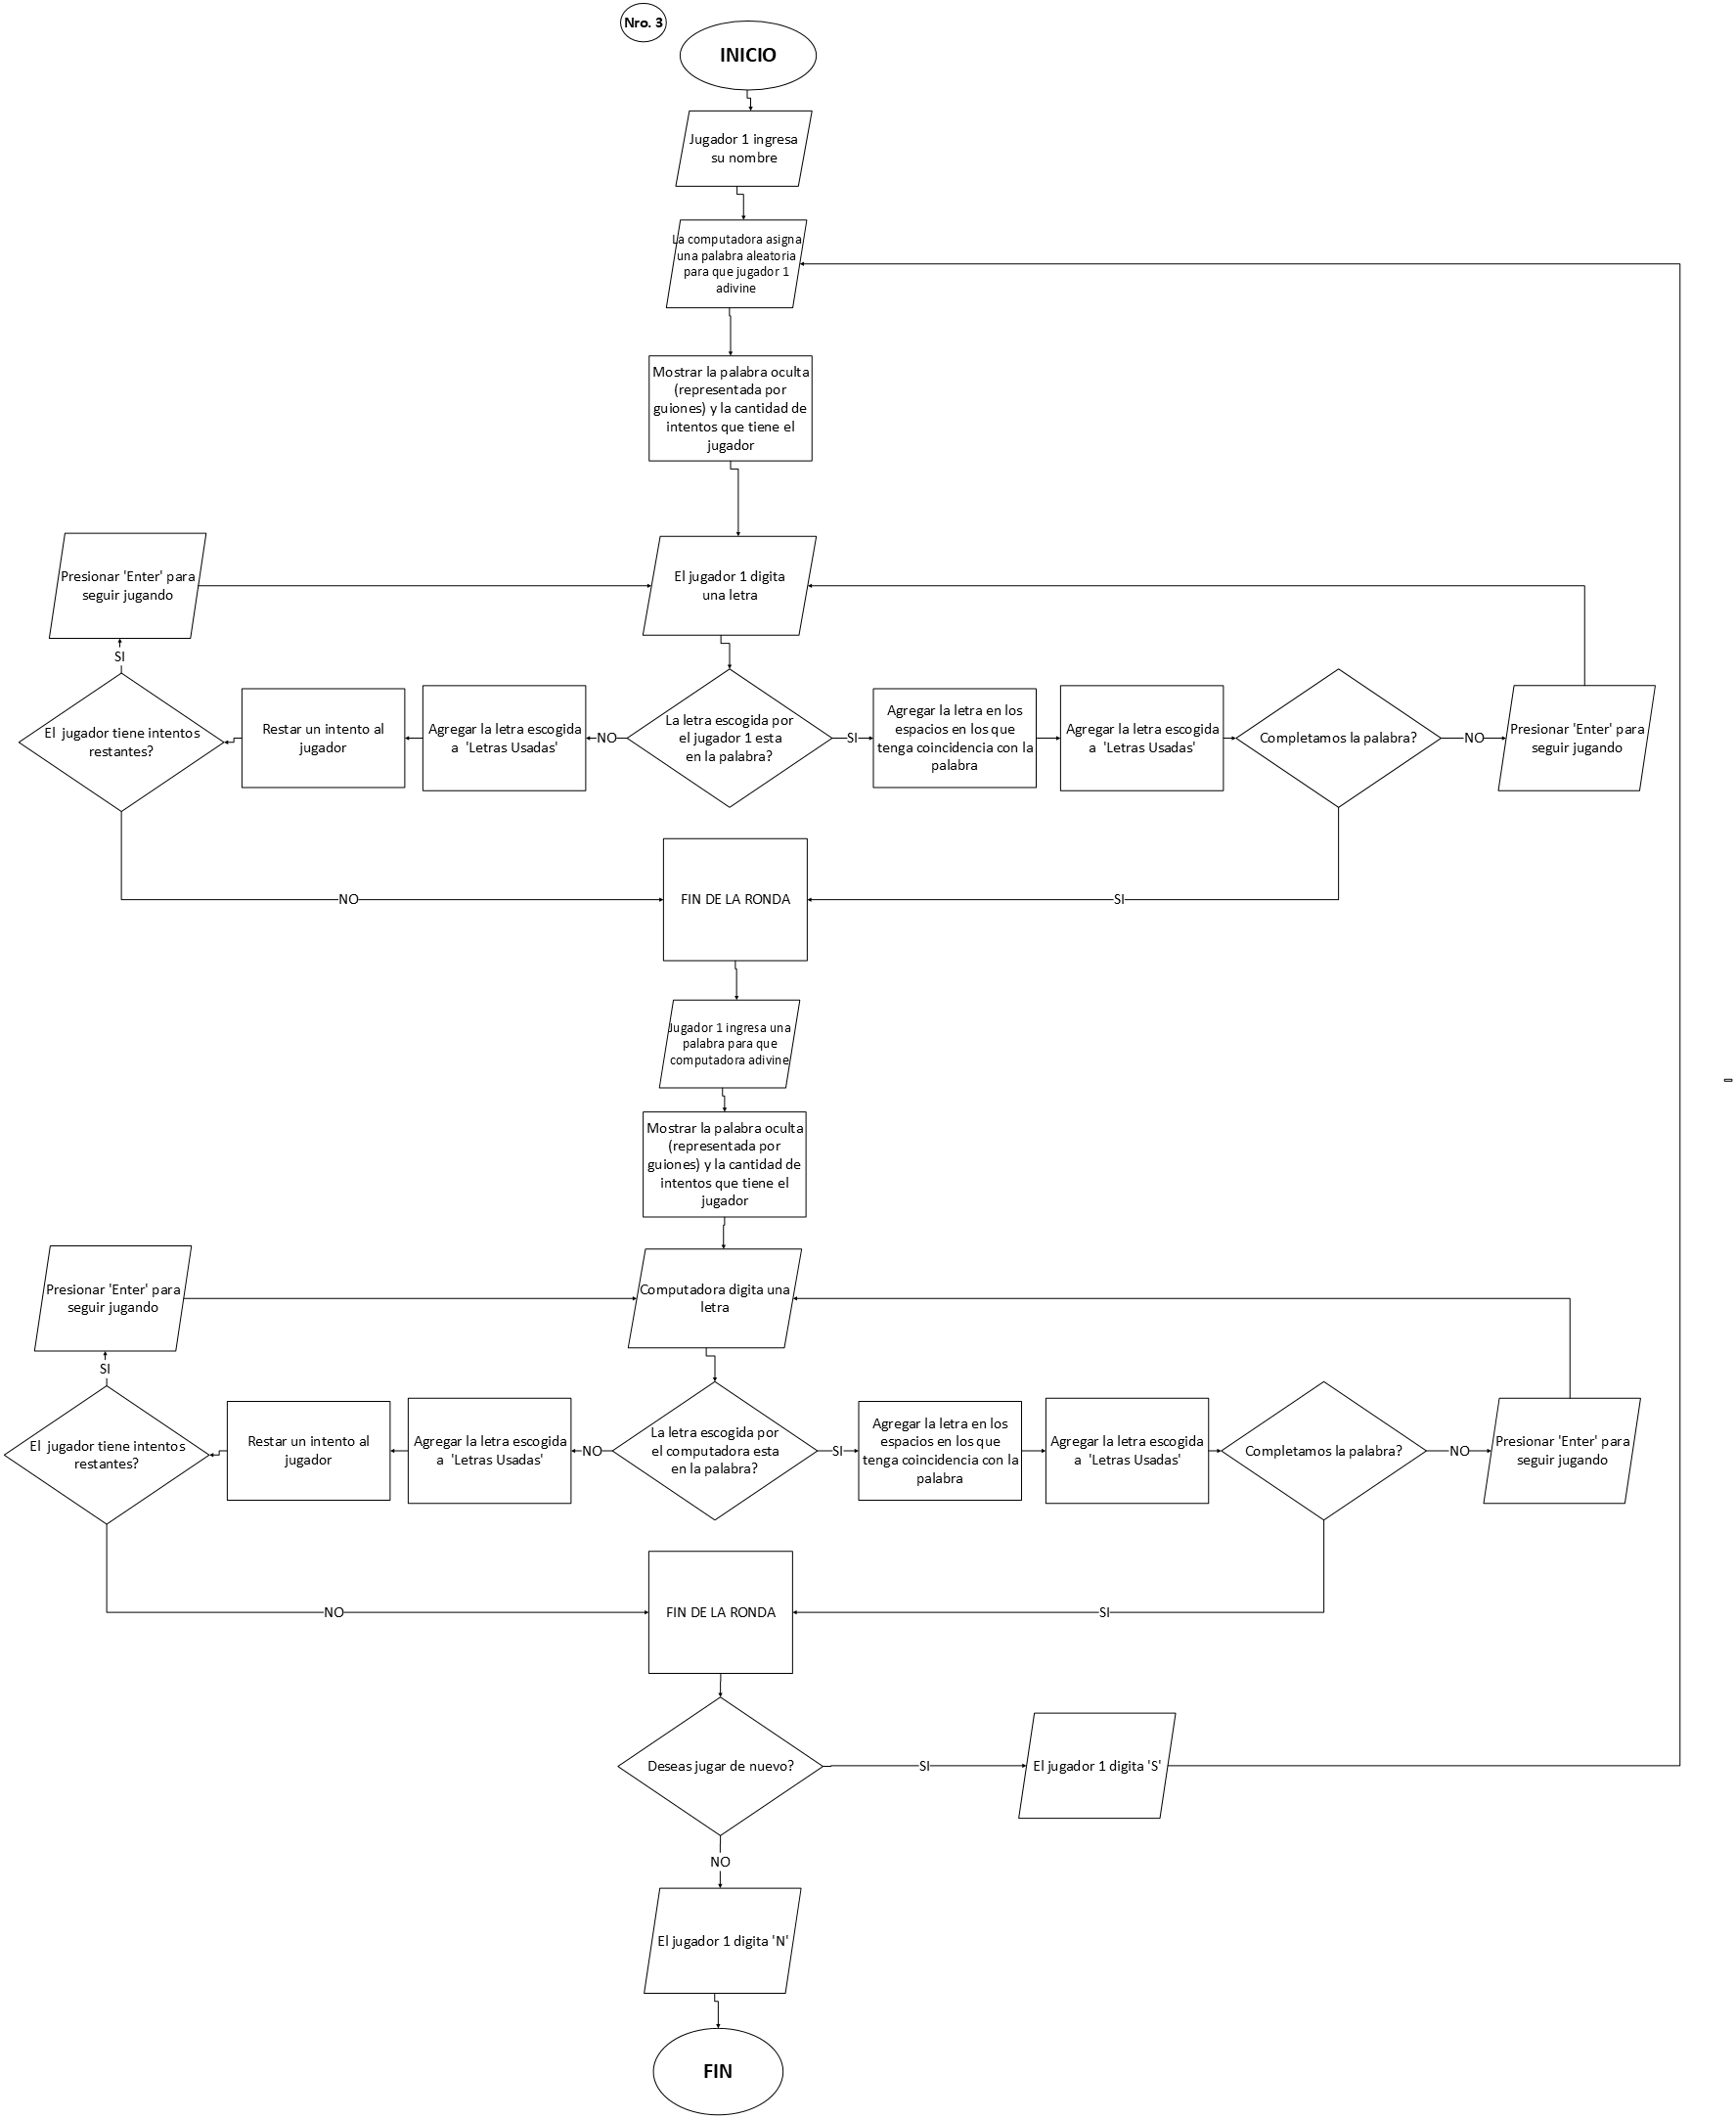 Nro. 3
INICIO
Jugador 1 ingresa
su nombre
La computadora asigna
una palabra aleatoria
para que jugador 1
adivine
Mostrar la palabra oculta
(representada por
guiones) y la cantidad de
intentos que tiene el
jugador
Presionar 'Enter' para
seguir jugando
El jugador 1 digita
una letra
SI
El jugador tiene intentos
restantes?
Restar un intento al
jugador
Agregar la letra escogida
a 'Letras Usadas'
NO
La letra escogida por
el jugador 1 esta
en la palabra?
SI
Agregar la letra en los
espacios en los que
tenga coincidencia con la
palabra
Agregar la letra escogida
a 'Letras Usadas'
Completamos la palabra?
NO
Presionar 'Enter' para
seguir jugando
NO
FIN DE LA RONDA
SI
Jugador 1 ingresa una
palabra para que
computadora adivine
Mostrar la palabra oculta
(representada por
guiones) y la cantidad de
intentos que tiene el
jugador
Presionar 'Enter' para
seguir jugando
Computadora digita una
letra
SI
El jugador tiene intentos
restantes?
Restar un intento al
jugador
Agregar la letra escogida
a 'Letras Usadas'
NO
La letra escogida por
el computadora esta
en la palabra?
SI
Agregar la letra en los
espacios en los que
tenga coincidencia con la
palabra
Agregar la letra escogida
a 'Letras Usadas'
Completamos la palabra?
NO
Presionar 'Enter' para
seguir jugando
NO
FIN DE LA RONDA
SI
Deseas jugar de nuevo?
SI
El jugador 1 digita 'S'
NO
El jugador 1 digita 'N'
FIN